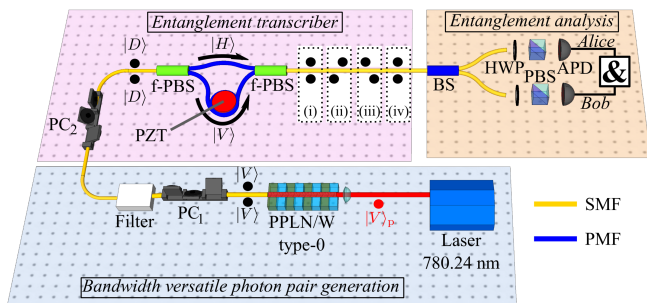 Entanglement transcriber
Entanglement analysis
|D⟩
|D⟩
|H⟩
|V⟩
f-PBS
f-PBS
PZT
PC2
(i) (ii) (iii) (iv)
BS
HWP
PBS
APD
Alice
Bob
&
|V⟩
|V⟩
Filter
PC1
PPLN/W
type-0
|V⟩p
Laser
780.24 nm
SMF
PMF
Bandwidth versatile photon pair generation